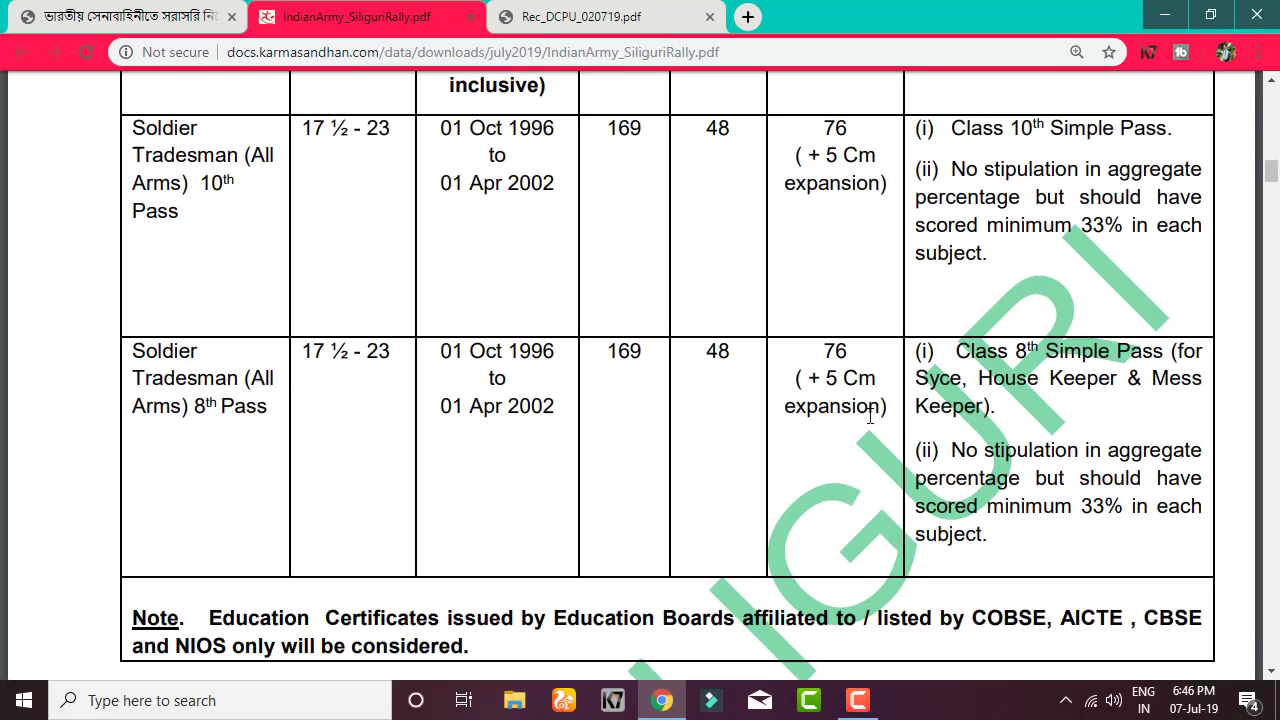 ভারতীয় সেনাবাহিনীতে সরাসরি নি
IndianArmy_SiliguriRally.pdf
Rec_DCPU_020719.pdf
Not secure
docs.karmasandhan.com/data/downloads/july2019/IndianArmy_SiliguriRally.pdf
inclusive)
Soldier
Tradesman (All
Arms) 10th
Pass
17 ½ - 23
01 Oct 1996
to
01 Apr 2002
169
48
76
( + 5 Cm
expansion)
(i) Class 10th Simple Pass.
(ii) No stipulation in aggregate
percentage but should have
scored minimum 33% in each
subject.
Soldier
Tradesman (All
Arms) 8th Pass
17 ½ - 23
01 Oct 1996
to
01 Apr 2002
169
48
76
( + 5 Cm
expansion)
(i) Class 8th Simple Pass (for
Syce, House Keeper & Mess
Keeper).
(ii) No stipulation in aggregate
percentage but should have
scored minimum 33% in each
subject.
Note. Education Certificates issued by Education Boards affiliated to / listed by COBSE, AICTE , CBSE
and NIOS only will be considered.
IGURI
Type here to search
ENG
IN
6:46 PM
07-Jul-19
4